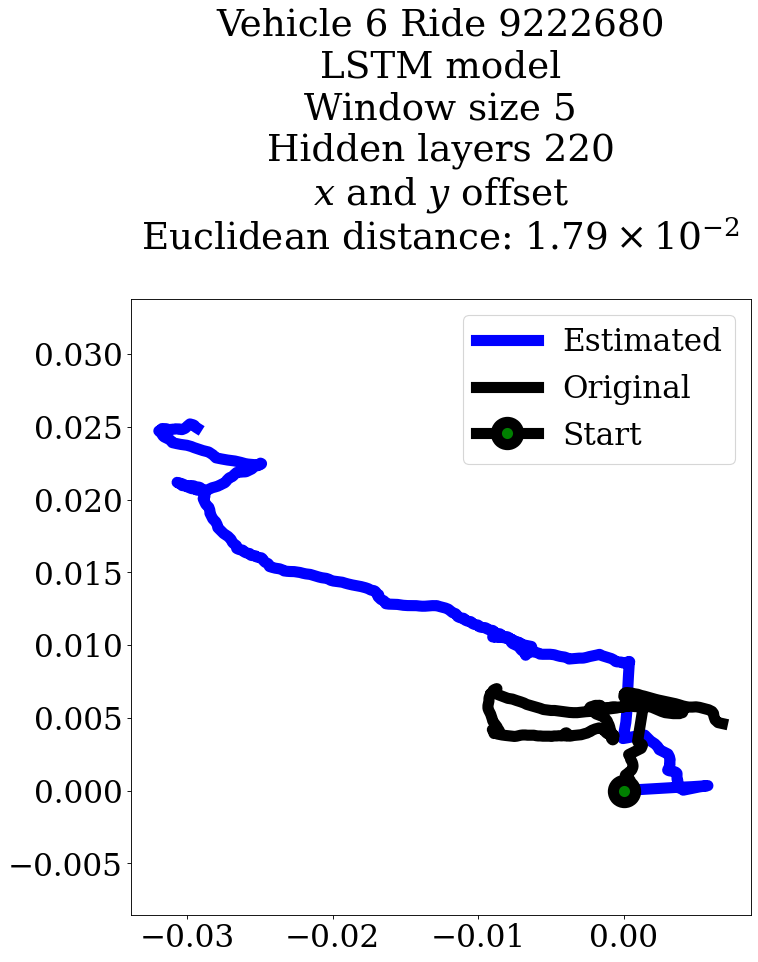 Vehicle 6 Ride 9222680
LSTM model
Window size 5
Hidden layers 220
x and y offset
Euclidean distance: 1.79 × 10⁻²
Estimated
Original
Start
0.030
0.025
0.020
0.015
0.010
0.005
0.000
−0.005
−0.03 −0.02 −0.01 0.00